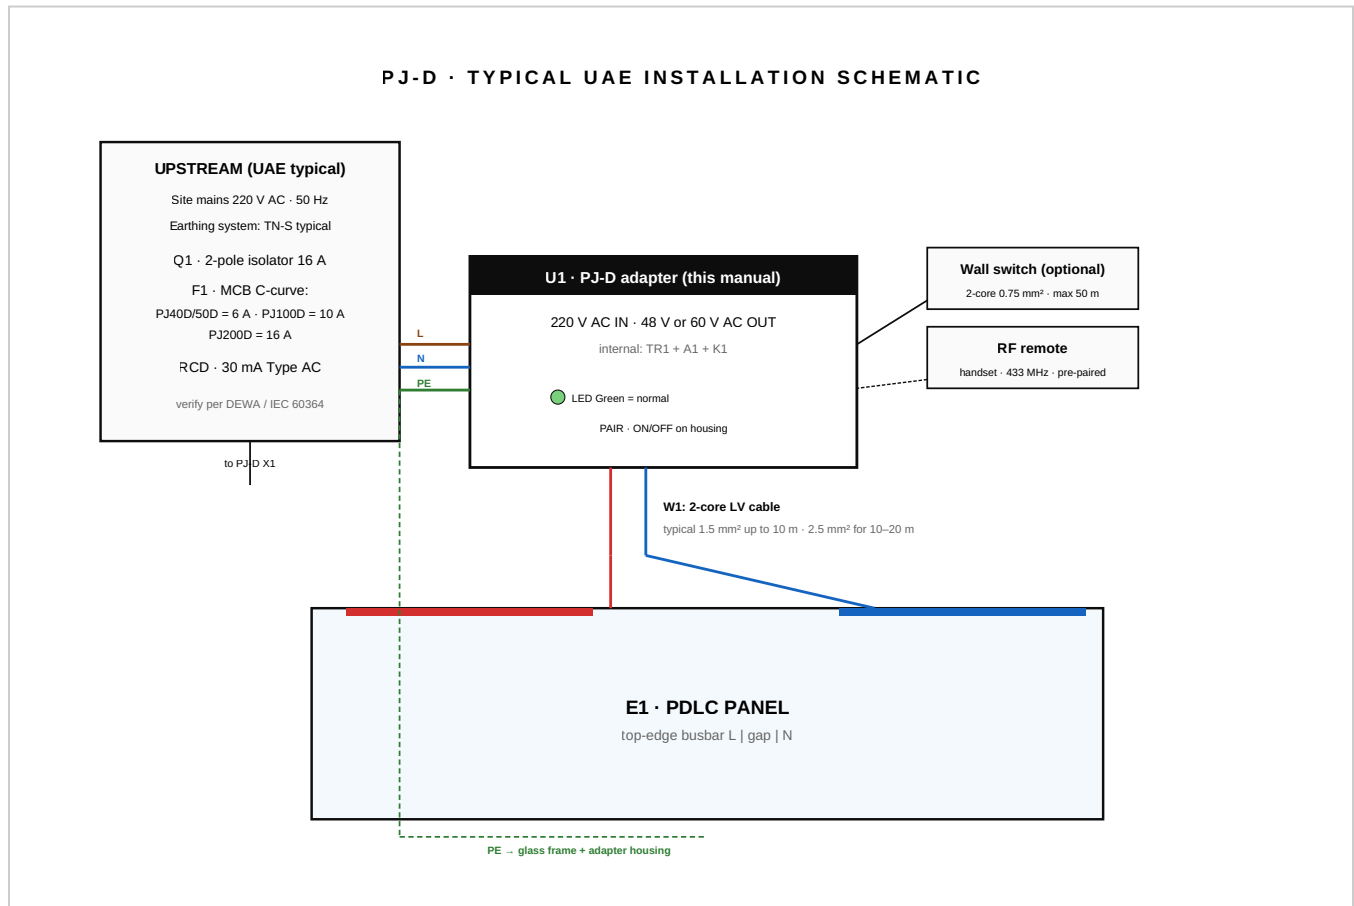 PJ-D · TYPICAL UAE INSTALLATION SCHEMATIC
UPSTREAM (UAE typical)
Site mains 220 V AC · 50 Hz
Earthing system: TN-S typical
Q1 · 2-pole isolator 16 A
F1 · MCB C-curve:
PJ40D/50D = 6 A · PJ100D = 10 A
PJ200D = 16 A
RCD · 30 mA Type AC
verify per DEWA / IEC 60364
to PJ-D X1
L
N
PE
U1 · PJ-D adapter (this manual)
220 V AC IN · 48 V or 60 V AC OUT
internal: TR1 + A1 + K1
LED Green = normal
PAIR · ON/OFF on housing
Wall switch (optional)
2-core 0.75 mm² · max 50 m
RF remote
handset · 433 MHz · pre-paired
W1: 2-core LV cable
typical 1.5 mm² up to 10 m · 2.5 mm² for 10–20 m
E1 · PDLC PANEL
top-edge busbar L | gap | N
PE → glass frame + adapter housing